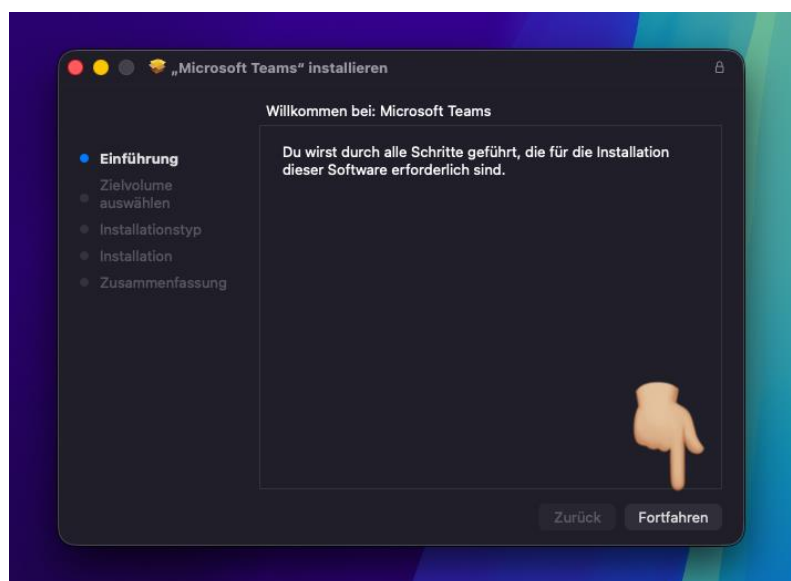 „Microsoft Teams“ installieren
Willkommen bei: Microsoft Teams
Einführung
Zielvolume
auswählen
Installationstyp
Installation
Zusammenfassung
Du wirst durch alle Schritte geführt, die für die Installation
dieser Software erforderlich sind.
Zurück
Fortfahren